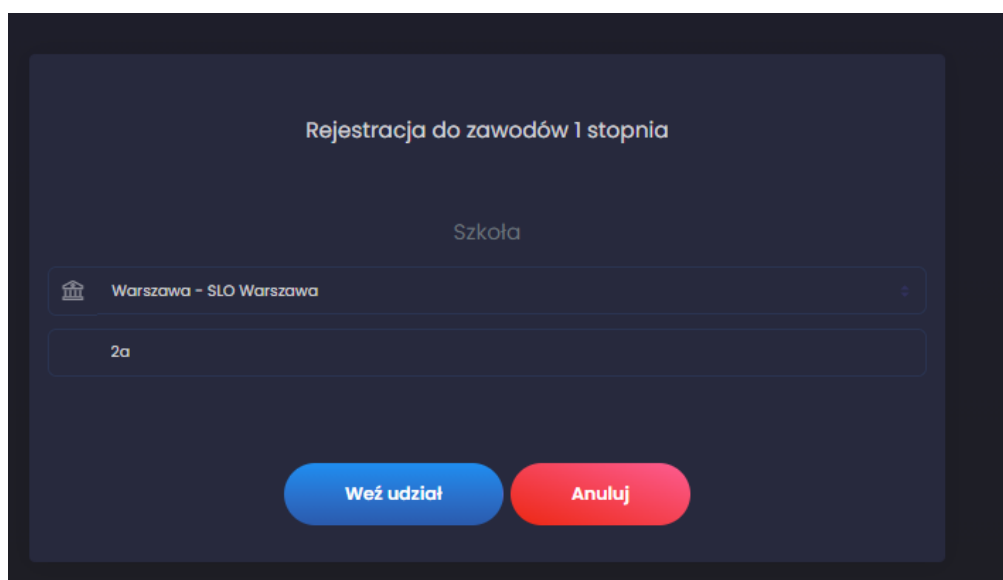 Rejestracja do zawodów 1 stopnia
Szkoła
Warszawa - SLO Warszawa
2a
Weź udział
Anuluj